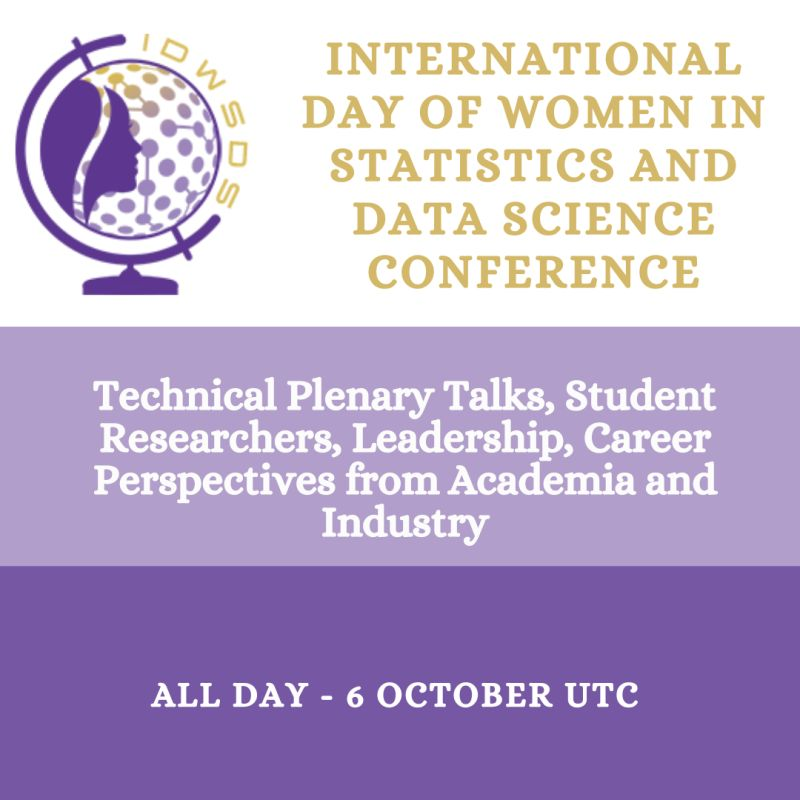 IDWSDS
INTERNATIONAL
DAY OF WOMEN IN
STATISTICS AND
DATA SCIENCE
CONFERENCE
Technical Plenary Talks, Student
Researchers, Leadership, Career
Perspectives from Academia and
Industry
ALL DAY - 6 OCTOBER UTC